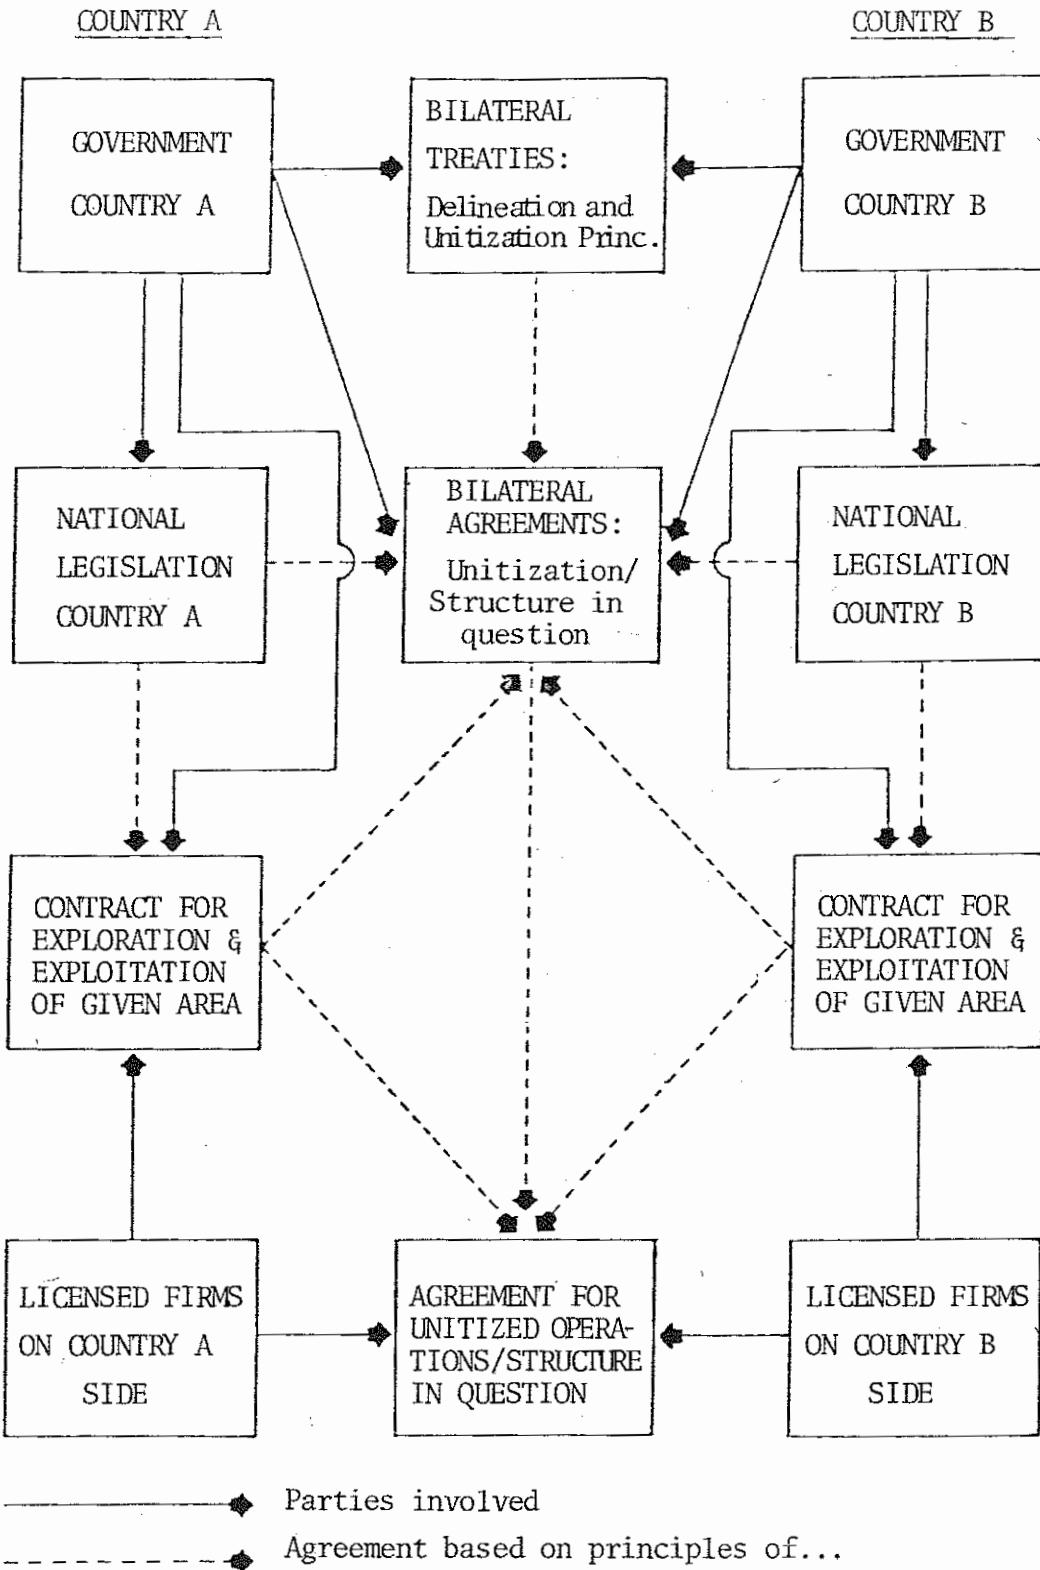 COUNTRY A
COUNTRY B
GOVERNMENT
COUNTRY A
BILATERAL
TREATIES:
Delineation and
Unitization Princ.
GOVERNMENT
COUNTRY B
NATIONAL
LEGISLATION
COUNTRY A
BILATERAL
AGREEMENTS:
Unitization/
Structure in
question
NATIONAL
LEGISLATION
COUNTRY B
CONTRACT FOR
EXPLORATION &
EXPLOITATION
OF GIVEN AREA
CONTRACT FOR
EXPLORATION &
EXPLOITATION
OF GIVEN AREA
LICENSED FIRMS
ON COUNTRY A
SIDE
AGREEMENT FOR
UNITIZED OPERA-
TIONS/STRUCTURE
IN QUESTION
LICENSED FIRMS
ON COUNTRY B
SIDE
Parties involved
Agreement based on principles of...